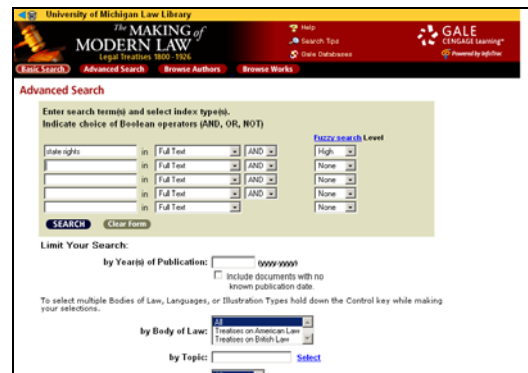 University of Michigan Law Library
The MAKING of
MODERN LAW
Legal Treatises 1800-1926
Help
Search Tips
Gale Databases
GALE
CENGAGE Learning*
Powered by InfoTrac
Basic Search Advanced Search Browse Authors Browse Works
Advanced Search
Enter search term(s) and select index type(s).
Indicate choice of Boolean operators (AND, OR, NOT)
Fuzzy search Level
state rights in Full Text AND High
in Full Text AND None
in Full Text AND None
in Full Text AND None
in Full Text None
SEARCH Clear Form
Limit Your Search:
by Year(s) of Publication: (yyyy-yyyy)
Include documents with no
known publication date.
To select multiple Bodies of Law, Languages, or Illustration Types hold down the Control key while making
your selections.
by Body of Law: All
Treatises on American Law
Treatises on British Law
by Topic: Select